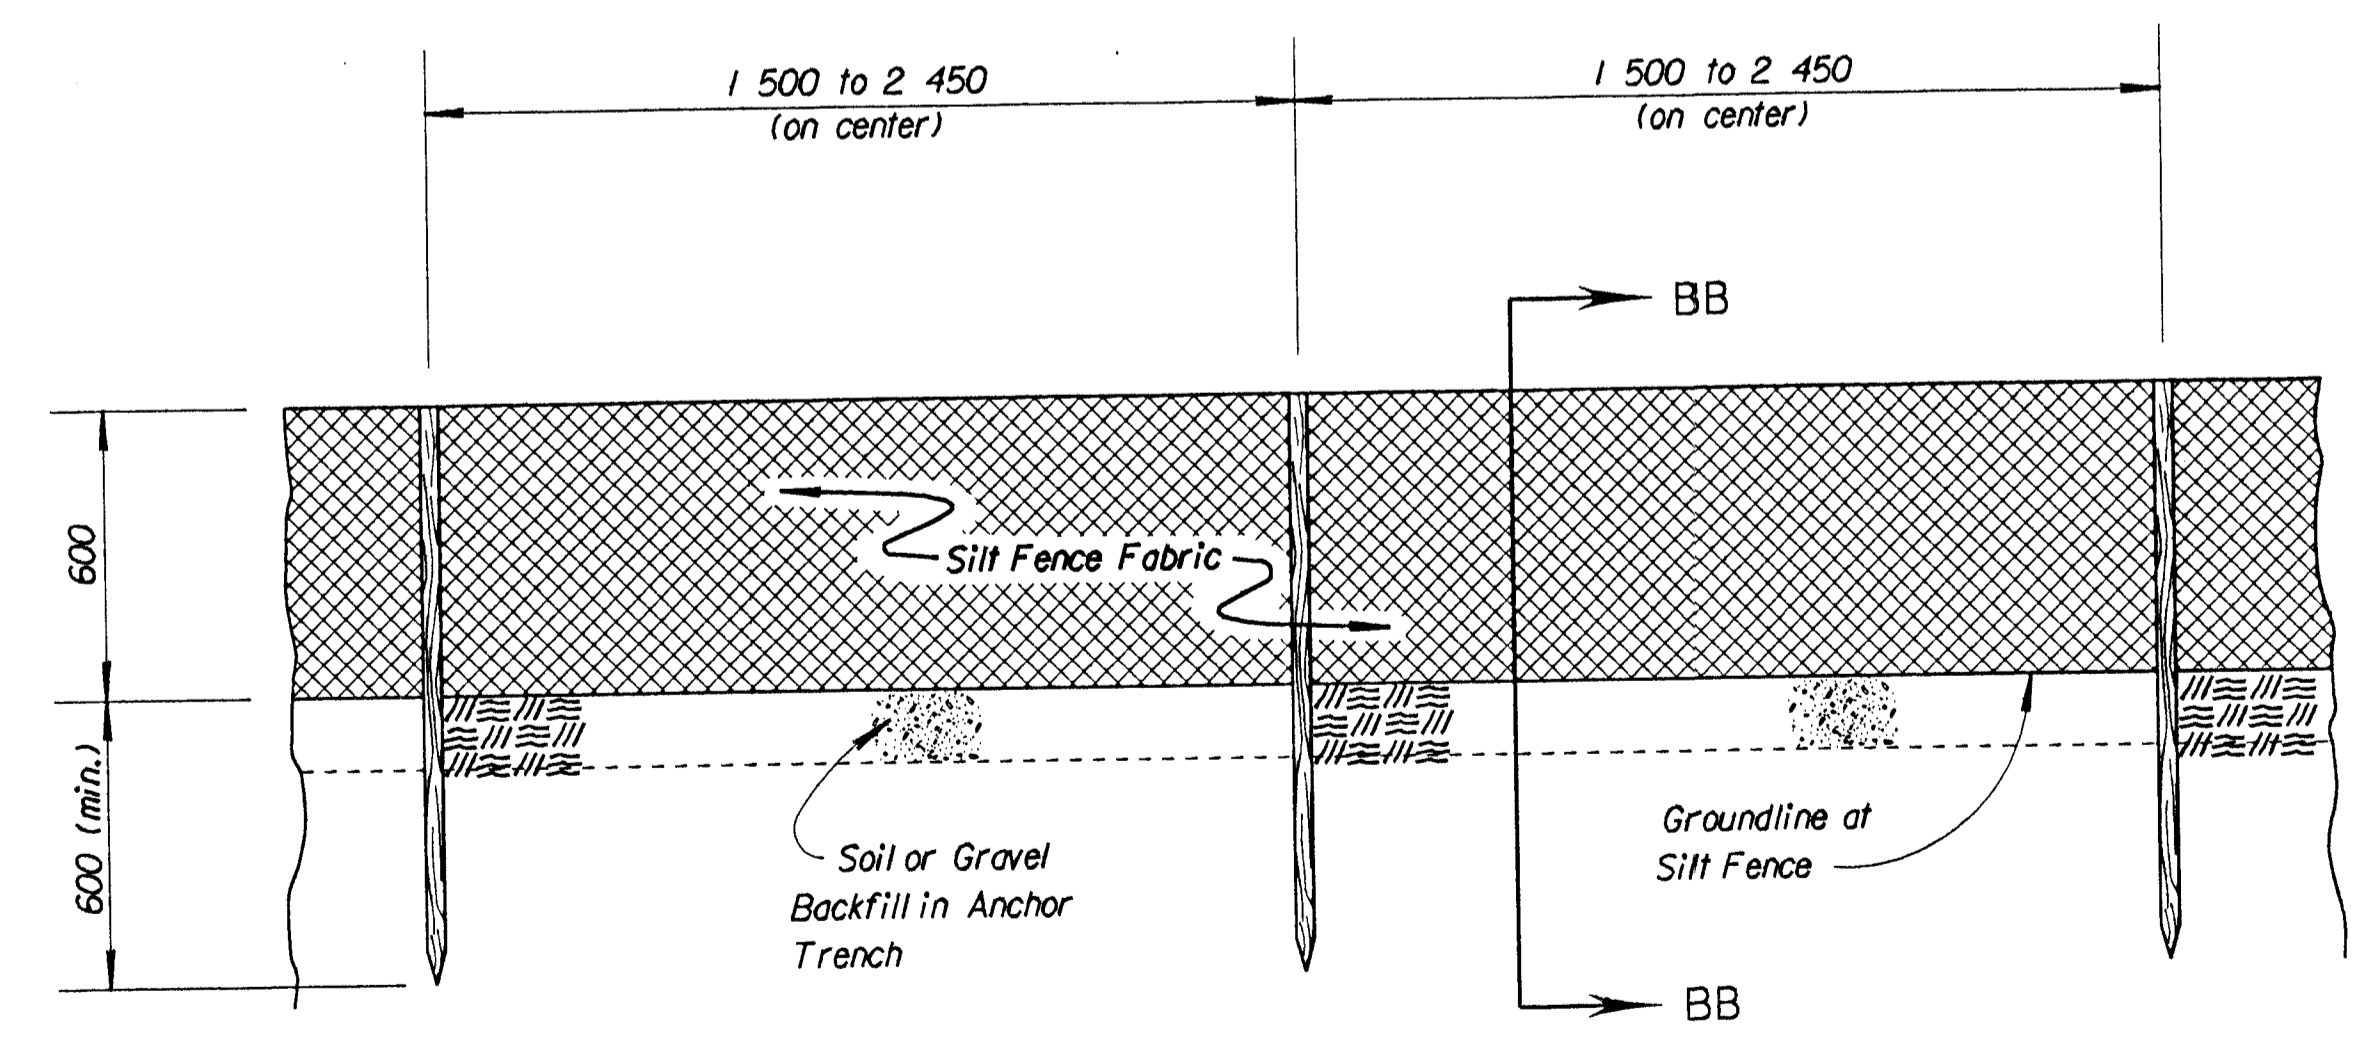 1 500 to 2 450
(on center)
1 500 to 2 450
(on center)
BB
600
Silt Fence Fabric
600 (min.)
Soil or Gravel
Backfill in Anchor
Trench
Groundline at
Silt Fence
BB